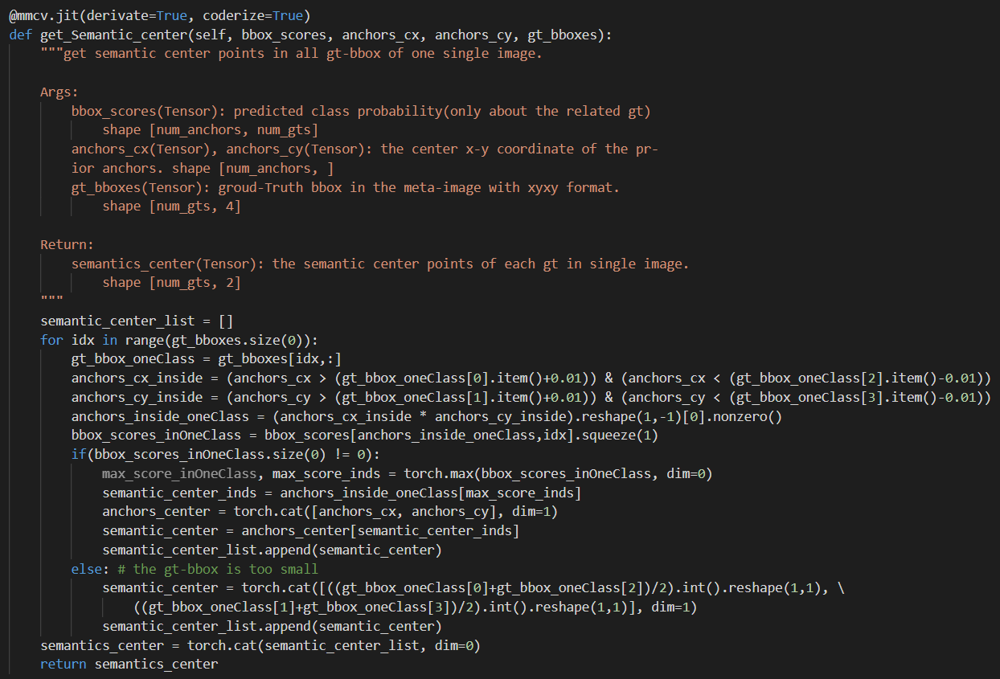 @mmcv.jit(derivate=True, coderize=True)
def get_Semantic_center(self, bbox_scores, anchors_cx, anchors_cy, gt_bboxes):
    """get semantic center points in all gt-bbox of one single image.

    Args:
        bbox_scores(Tensor): predicted class probability(only about the related gt)
            shape [num_anchors, num_gts]
        anchors_cx(Tensor), anchors_cy(Tensor): the center x-y coordinate of the pr-
        ior anchors. shape [num_anchors, ]
        gt_bboxes(Tensor): groud-Truth bbox in the meta-image with xyxy format.
            shape [num_gts, 4]

    Return:
        semantics_center(Tensor): the semantic center points of each gt in single image.
            shape [num_gts, 2]
    """
    semantic_center_list = []
    for idx in range(gt_bboxes.size(0)):
        gt_bbox_oneClass = gt_bboxes[idx,:]
        anchors_cx_inside = (anchors_cx > (gt_bbox_oneClass[0].item()+0.01)) & (anchors_cx < (gt_bbox_oneClass[2].item()-0.01))
        anchors_cy_inside = (anchors_cy > (gt_bbox_oneClass[1].item()+0.01)) & (anchors_cy < (gt_bbox_oneClass[3].item()-0.01))
        anchors_inside_oneClass = (anchors_cx_inside * anchors_cy_inside).reshape(1,-1)[0].nonzero()
        bbox_scores_inOneClass = bbox_scores[anchors_inside_oneClass,idx].squeeze(1)
        if(bbox_scores_inOneClass.size(0) != 0):
            max_score_inOneClass, max_score_inds = torch.max(bbox_scores_inOneClass, dim=0)
            semantic_center_inds = anchors_inside_oneClass[max_score_inds]
            anchors_center = torch.cat([anchors_cx, anchors_cy], dim=1)
            semantic_center = anchors_center[semantic_center_inds]
            semantic_center_list.append(semantic_center)
        else: # the gt-bbox is too small
            semantic_center = torch.cat([((gt_bbox_oneClass[0]+gt_bbox_oneClass[2])/2).int().reshape(1,1), \
                ((gt_bbox_oneClass[1]+gt_bbox_oneClass[3])/2).int().reshape(1,1)], dim=1)
            semantic_center_list.append(semantic_center)
    semantics_center = torch.cat(semantic_center_list, dim=0)
    return semantics_center